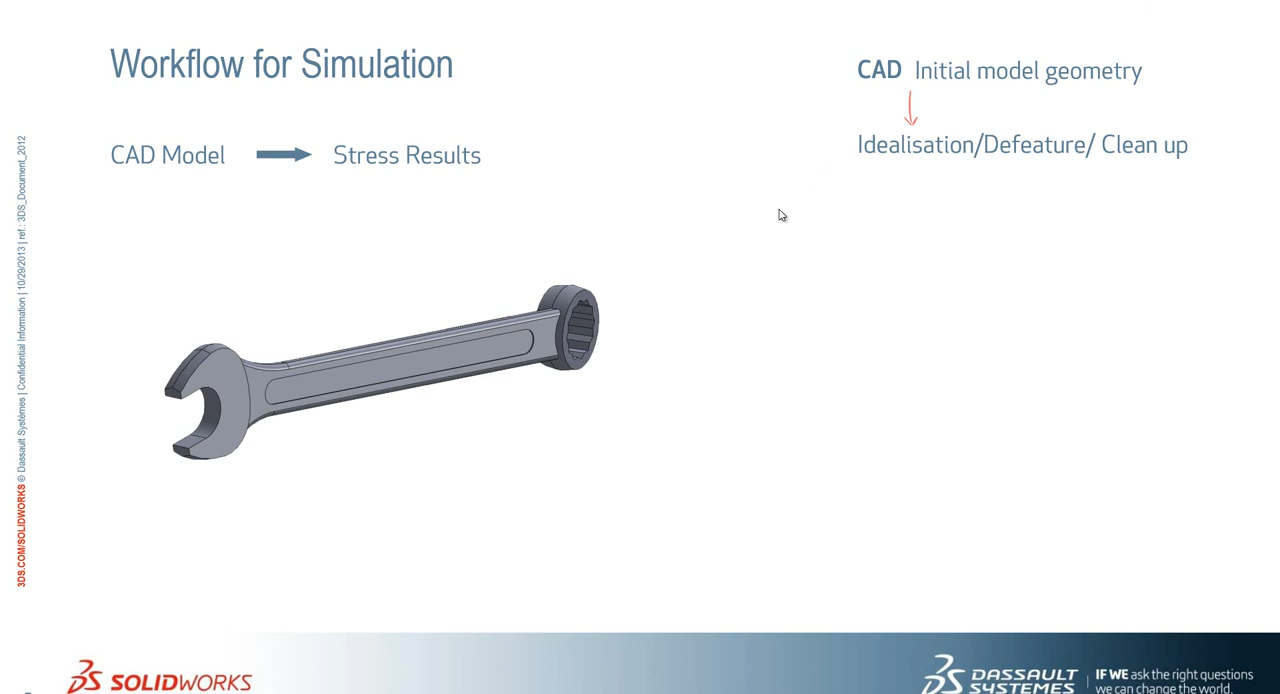 Workflow for Simulation
CAD Model
Stress Results
CAD Initial model geometry
Idealisation/Defeature/ Clean up
3DS.COM/SOLIDWORKS © Dassault Systèmes | Confidential Information | 10/29/2013 | ref.: 3DS_Document_2012
SOLIDWORKS
DASSAULT
SYSTEMES
IF WE ask the right questions
we can change the world.